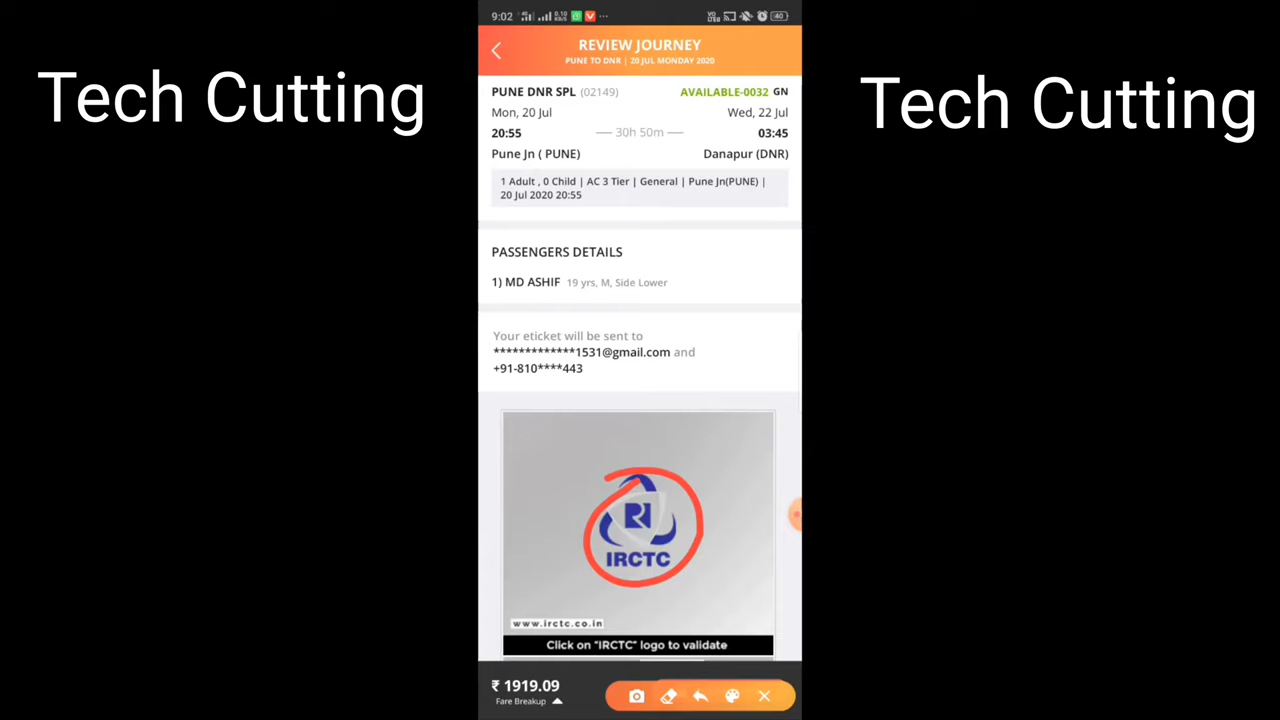 Tech Cutting
Tech Cutting
9:02
REVIEW JOURNEY
PUNE TO DNR | 20 JUL MONDAY 2020
PUNE DNR SPL (02149) AVAILABLE-0032 GN
Mon, 20 Jul Wed, 22 Jul
20:55 30h 50m 03:45
Pune Jn ( PUNE) Danapur (DNR)
1 Adult , 0 Child | AC 3 Tier | General | Pune Jn(PUNE) |
20 Jul 2020 20:55
PASSENGERS DETAILS
1) MD ASHIF 19 yrs, M, Side Lower
Your eticket will be sent to
*************1531@gmail.com and
+91-810****443
IRCTC
www.irctc.co.in
Click on "IRCTC" logo to validate
₹ 1919.09
Fare Breakup